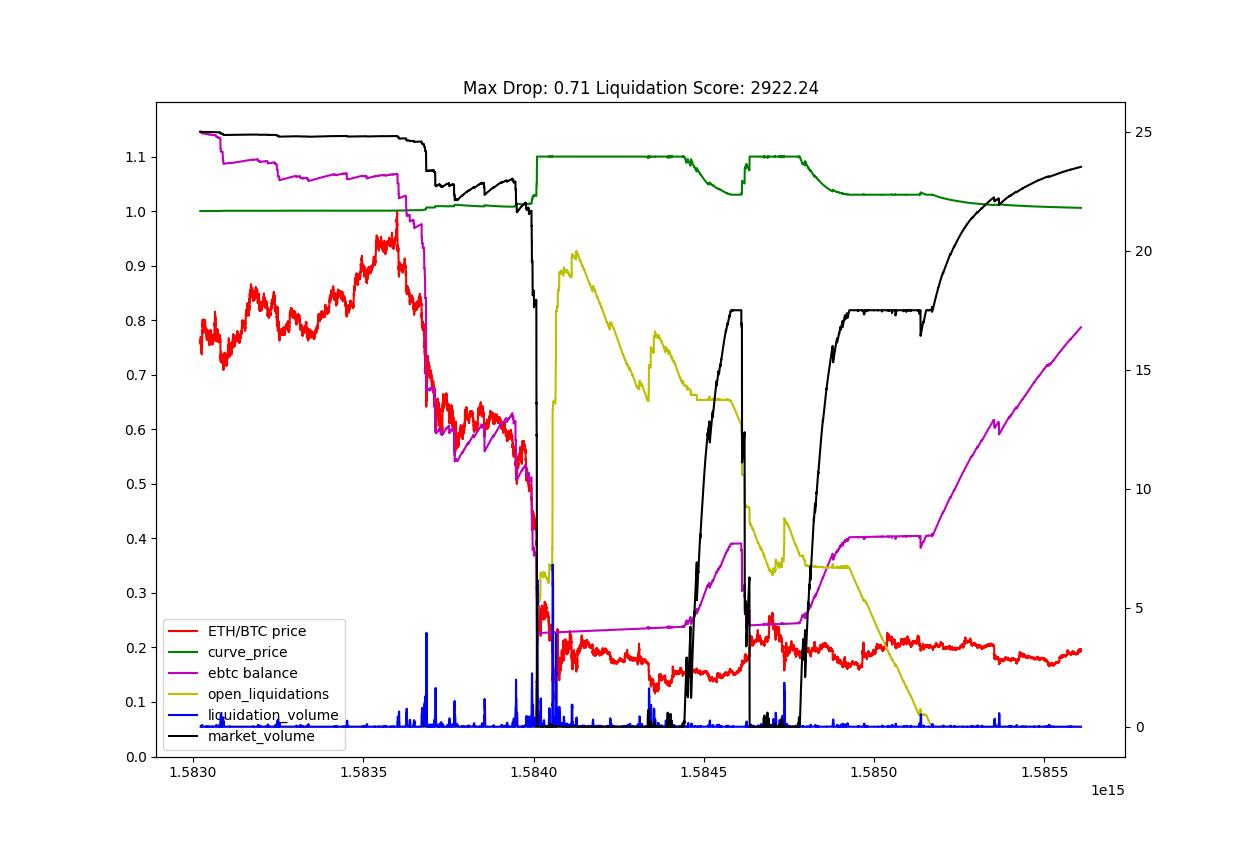 Max Drop: 0.71 Liquidation Score: 2922.24
1.1
1.0
0.9
0.8
0.7
0.6
0.5
0.4
0.3
0.2
0.1
0.0
25
20
15
10
5
0
ETH/BTC price
curve_price
ebtc balance
open_liquidations
liquidation_volume
market_volume
1.5830 1.5835 1.5840 1.5845 1.5850 1.5855
1e15